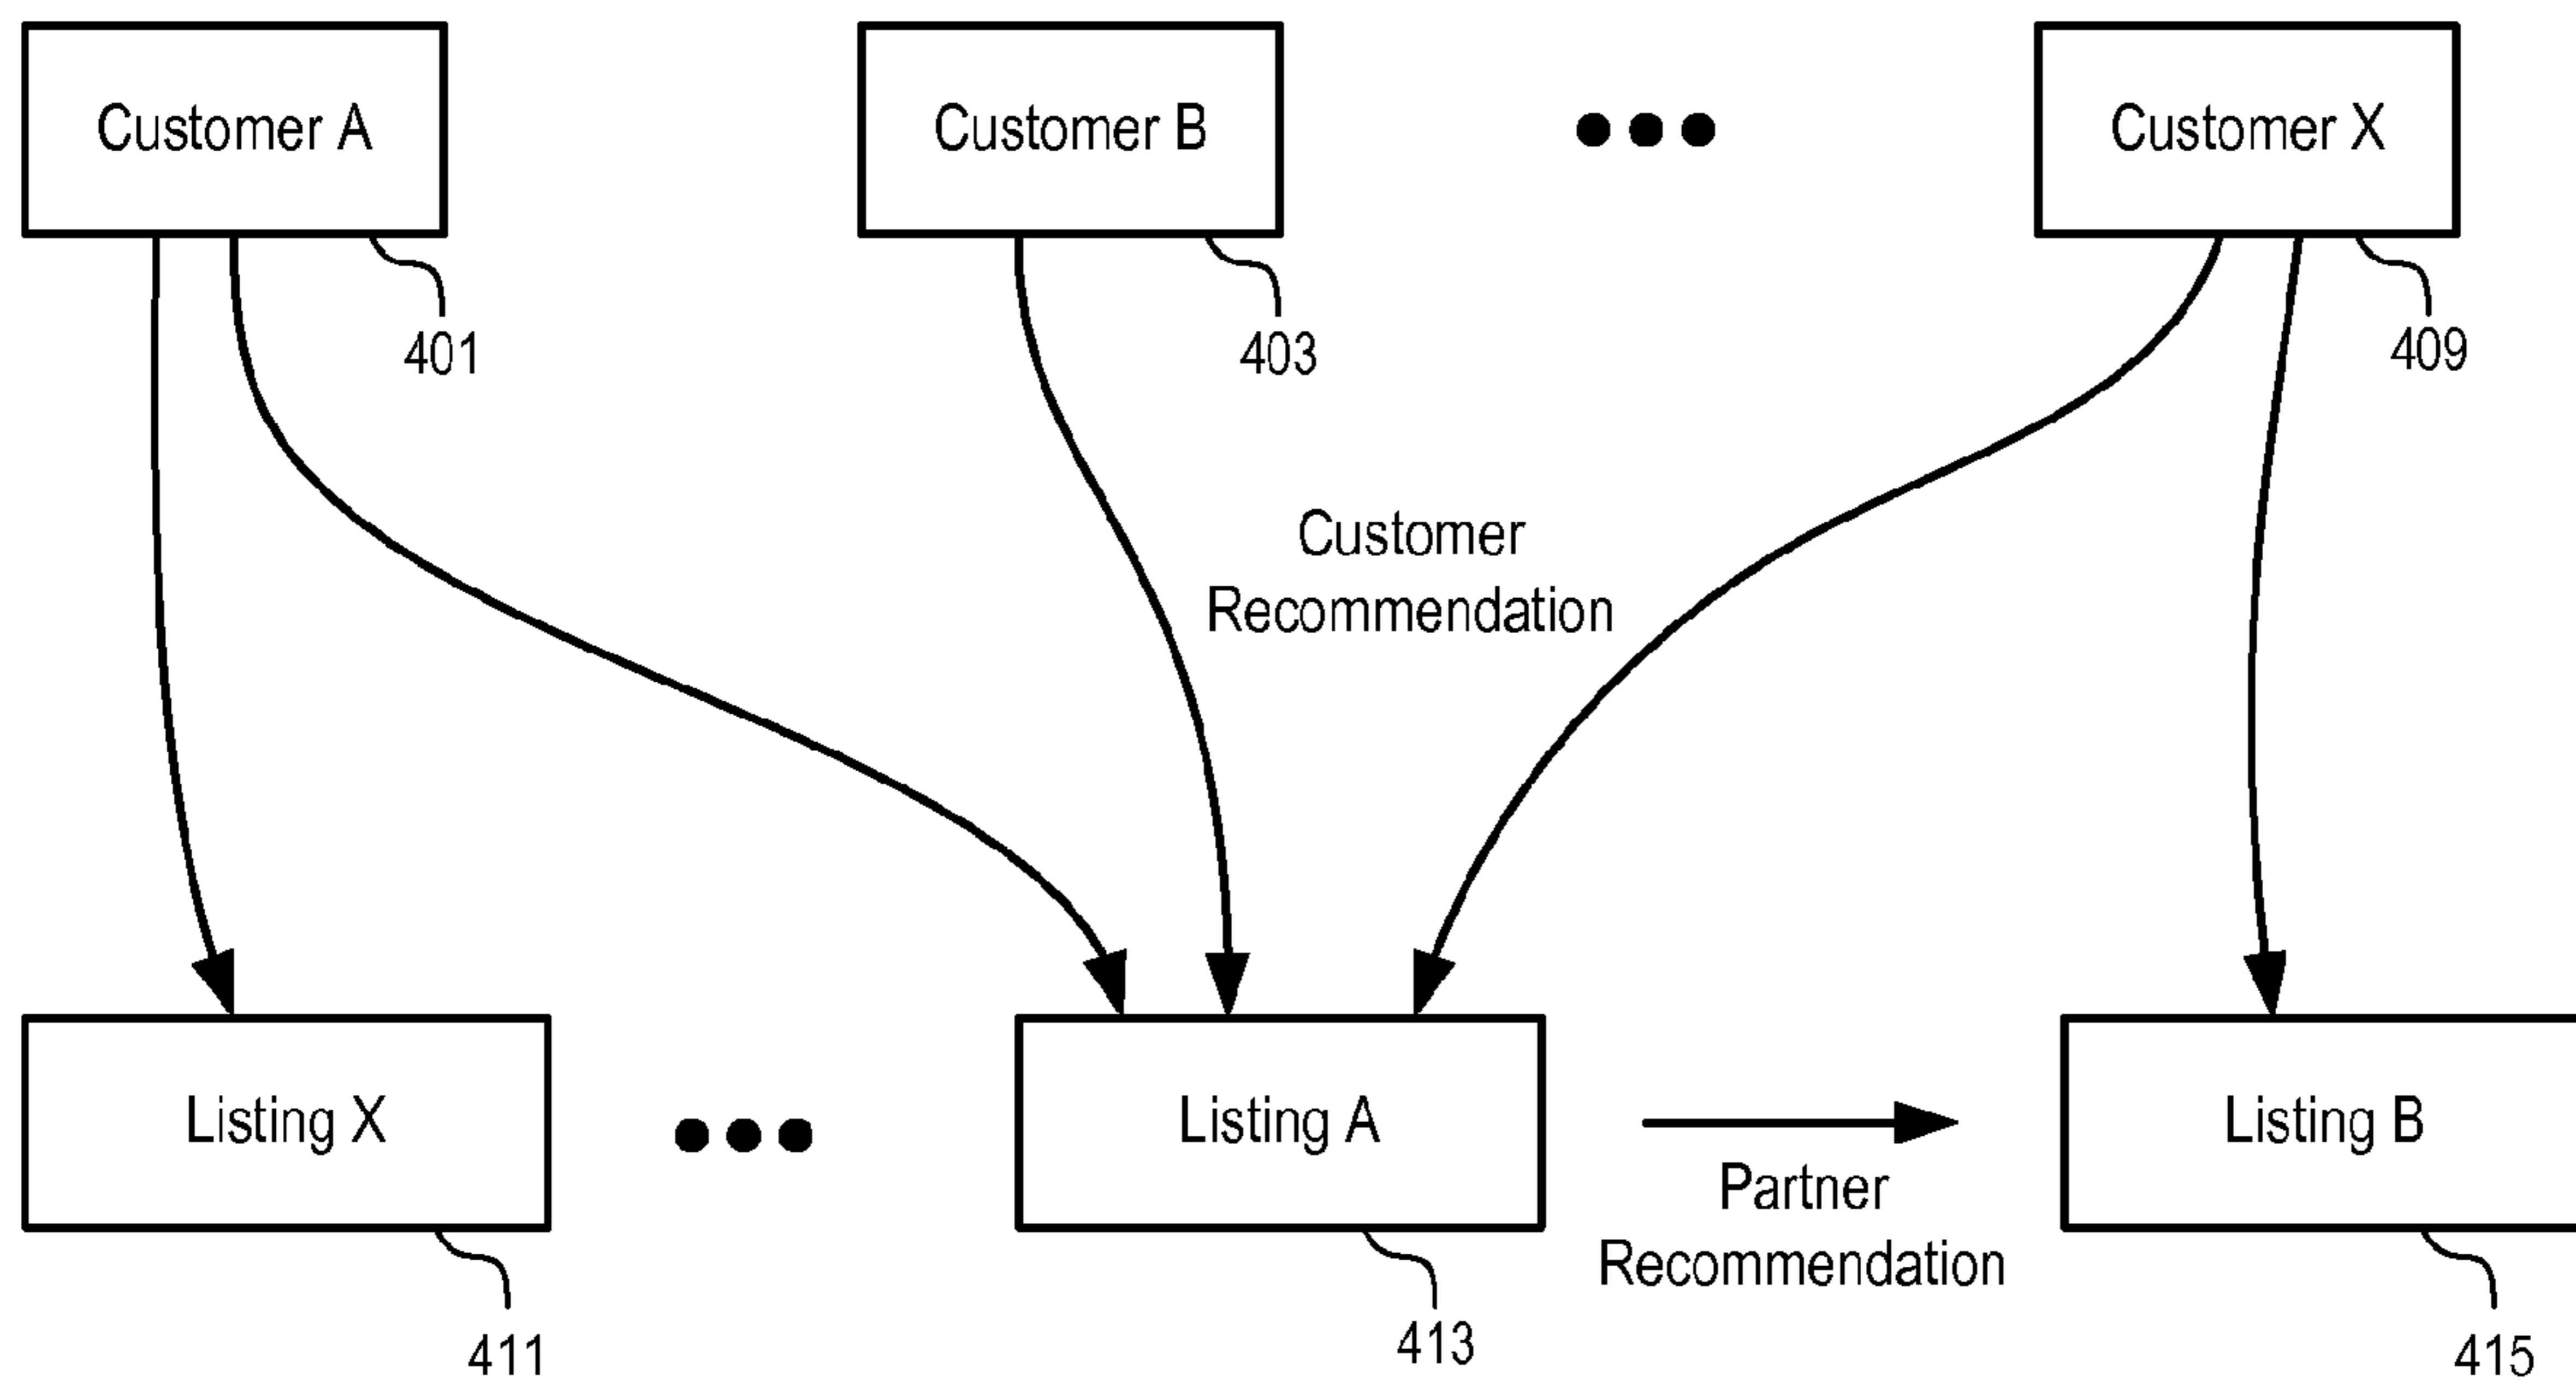 Customer A
Customer B
Customer X
401
403
409
Customer
Recommendation
Listing X
Listing A
Listing B
Partner
Recommendation
411
413
415